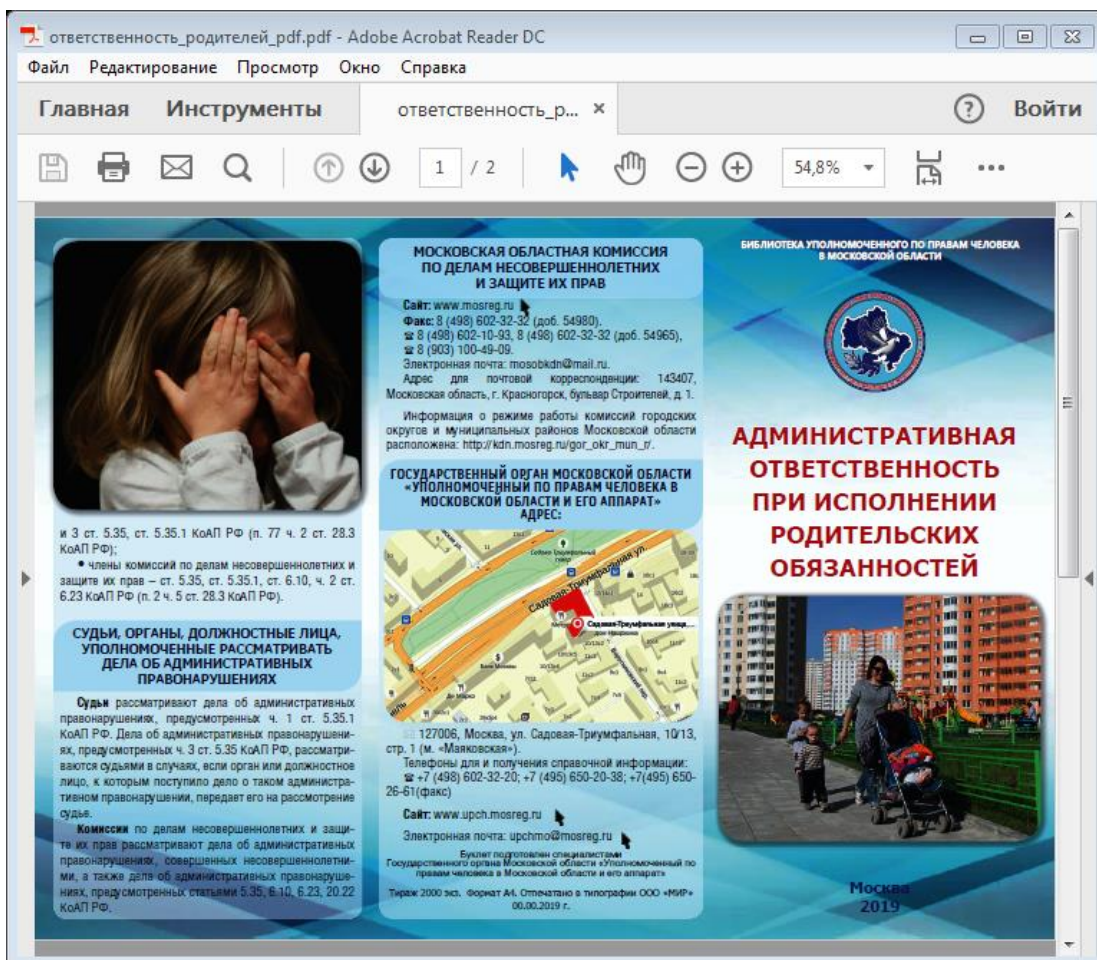 ответственность_родителей_pdf.pdf - Adobe Acrobat Reader DC
Файл Редактирование Просмотр Окно Справка
Главная Инструменты ответственность_р... × ? Войти
1 / 2 54,8%
и 3 ст. 5.35, ст. 5.35.1 КоАП РФ (п. 77 ч. 2 ст. 28.3
КоАП РФ);
• члены комиссий по делам несовершеннолетних и
защите их прав – ст. 5.35, ст. 5.35.1, ст. 6.10, ч. 2 ст.
6.23 КоАП РФ (п. 2 ч. 5 ст. 28.3 КоАП РФ).
СУДЬИ, ОРГАНЫ, ДОЛЖНОСТНЫЕ ЛИЦА,
УПОЛНОМОЧЕННЫЕ РАССМАТРИВАТЬ
ДЕЛА ОБ АДМИНИСТРАТИВНЫХ
ПРАВОНАРУШЕНИЯХ
Судьи рассматривают дела об административных
правонарушениях, предусмотренных ч. 1 ст. 5.35.1
КоАП РФ. Дела об административных правонарушени-
ях, предусмотренных ч. 3 ст. 5.35 КоАП РФ, рассматри-
ваются судьями в случаях, если орган или должностное
лицо, к которым поступило дело о таком администра-
тивном правонарушении, передает его на рассмотрение
судье.
Комиссии по делам несовершеннолетних и защи-
те их прав рассматривают дела об административных
правонарушениях, совершенных несовершеннолетни-
ми, а также дела об административных правонаруше-
ниях, предусмотренных статьями 5.35, 6.10, 6.23, 20.22
КоАП РФ.
МОСКОВСКАЯ ОБЛАСТНАЯ КОМИССИЯ
ПО ДЕЛАМ НЕСОВЕРШЕННОЛЕТНИХ
И ЗАЩИТЕ ИХ ПРАВ
Сайт: www.mosreg.ru
Факс: 8 (498) 602-32-32 (доб. 54980),
☎ 8 (498) 602-10-93, 8 (498) 602-32-32 (доб. 54965),
☎ 8 (903) 100-49-09.
Электронная почта: mosobkdn@mail.ru.
Адрес для почтовой корреспонденции: 143407,
Московская область, г. Красногорск, бульвар Строителей, д. 1.
Информация о режиме работы комиссий городских
округов и муниципальных районов Московской области
расположена: http://kdn.mosreg.ru/gor_okr_mun_r/.
ГОСУДАРСТВЕННЫЙ ОРГАН МОСКОВСКОЙ ОБЛАСТИ
«УПОЛНОМОЧЕННЫЙ ПО ПРАВАМ ЧЕЛОВЕКА В
МОСКОВСКОЙ ОБЛАСТИ И ЕГО АППАРАТ»
АДРЕС:
Садовая-Триумфальная ул.
Садовая-Триумфальная улица...
127006, Москва, ул. Садовая-Триумфальная, 10/13,
стр. 1 (м. «Маяковская»).
Телефоны для и получения справочной информации:
☎ +7 (498) 602-32-20; +7 (495) 650-20-38; +7(495) 650-
26-61(факс)
Сайт: www.upch.mosreg.ru
Электронная почта: upchmo@mosreg.ru
Буклет подготовлен специалистами
Государственного органа Московской области «Уполномоченный по
правам человека в Московской области и его аппарат»
Тираж 2000 экз. Формат А4. Отпечатано в типографии ООО «МИР»
00.00.2019 г.
БИБЛИОТЕКА УПОЛНОМОЧЕННОГО ПО ПРАВАМ ЧЕЛОВЕКА
В МОСКОВСКОЙ ОБЛАСТИ
АДМИНИСТРАТИВНАЯ
ОТВЕТСТВЕННОСТЬ
ПРИ ИСПОЛНЕНИИ
РОДИТЕЛЬСКИХ
ОБЯЗАННОСТЕЙ
Москва
2019